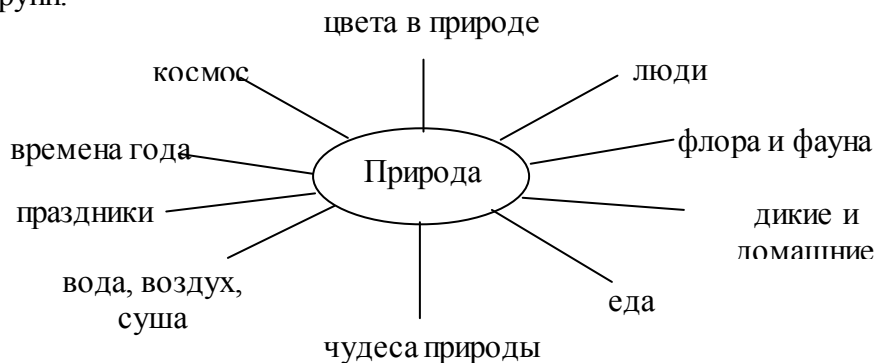 цвета в природе
космос
люди
времена года
флора и фауна
Природа
праздники
дикие и
домашние
вода, воздух,
суша
еда
чудеса природы